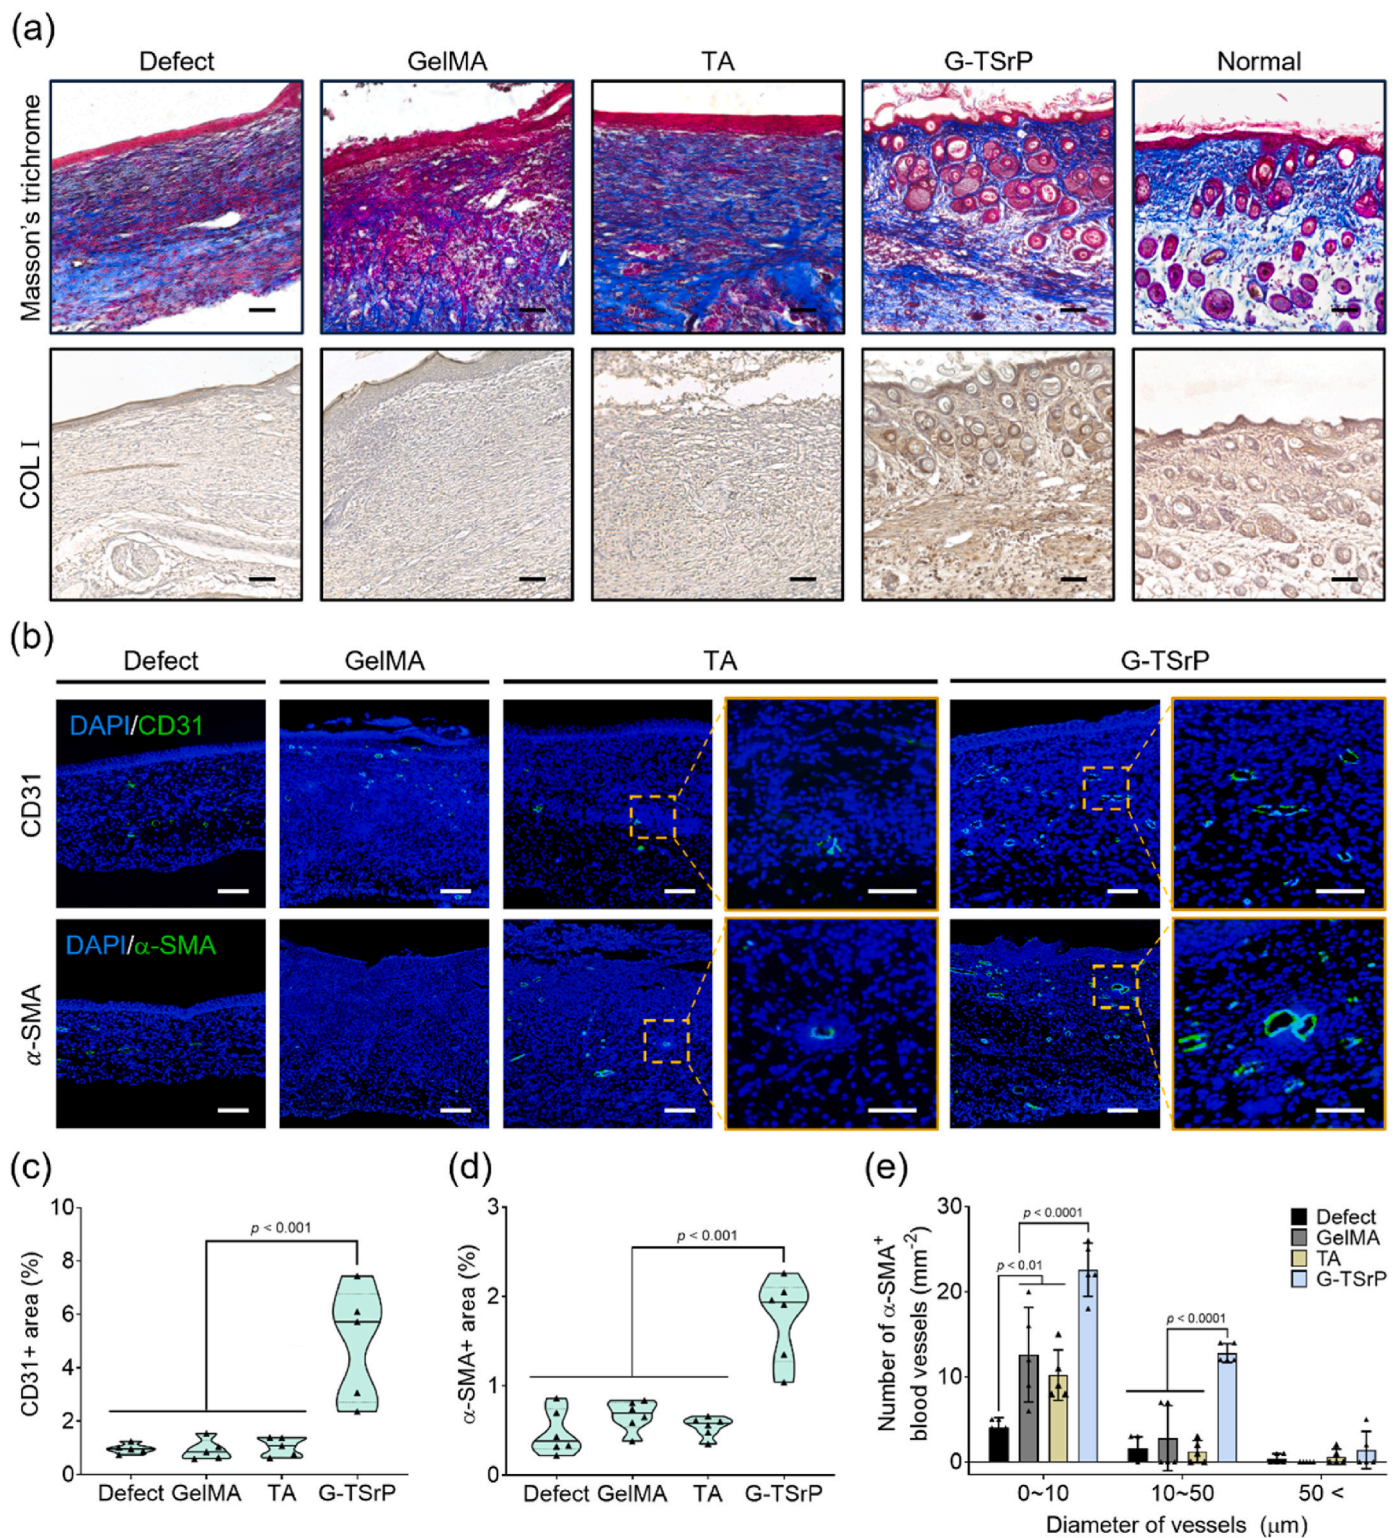 (a)
Defect GelMA TA G-TSrP Normal
Masson's trichrome
COL I
(b)
Defect GelMA TA G-TSrP
CD31
DAPI/CD31
α-SMA
DAPI/α-SMA
(c)
CD31+ area (%)
10
8
6
4
2
0
p < 0.001
Defect GelMA TA G-TSrP
(d)
α-SMA+ area (%)
3
2
1
0
p < 0.001
Defect GelMA TA G-TSrP
(e)
Number of α-SMA⁺
blood vessels (mm⁻²)
30
20
10
0
p < 0.0001
p < 0.01
p < 0.0001
Defect
GelMA
TA
G-TSrP
0~10 10~50 50 <
Diameter of vessels (μm)